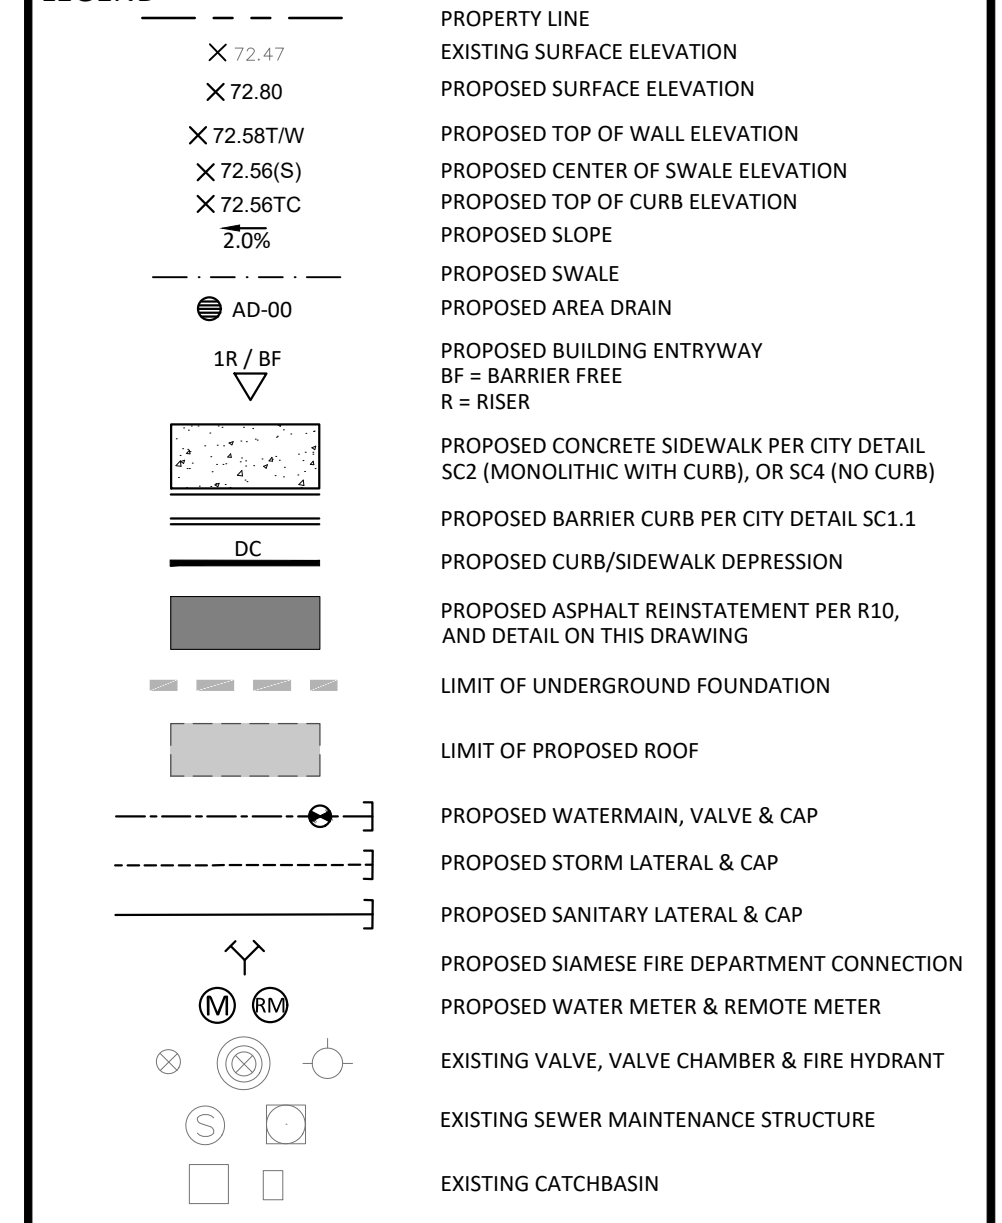 PROPERTY LINE
72.47 EXISTING SURFACE ELEVATION
72.80 PROPOSED SURFACE ELEVATION
72.58T/W PROPOSED TOP OF WALL ELEVATION
72.56(S) PROPOSED CENTER OF SWALE ELEVATION
72.56TC PROPOSED TOP OF CURB ELEVATION
2.0% PROPOSED SLOPE
PROPOSED SWALE
AD-00 PROPOSED AREA DRAIN
1R / BF PROPOSED BUILDING ENTRYWAY
BF = BARRIER FREE
R = RISER
PROPOSED CONCRETE SIDEWALK PER CITY DETAIL
SC2 (MONOLITHIC WITH CURB), OR SC4 (NO CURB)
PROPOSED BARRIER CURB PER CITY DETAIL SC1.1
DC PROPOSED CURB/SIDEWALK DEPRESSION
PROPOSED ASPHALT REINSTATEMENT PER R10,
AND DETAIL ON THIS DRAWING
LIMIT OF UNDERGROUND FOUNDATION
LIMIT OF PROPOSED ROOF
PROPOSED WATERMAIN, VALVE & CAP
PROPOSED STORM LATERAL & CAP
PROPOSED SANITARY LATERAL & CAP
PROPOSED SIAMESE FIRE DEPARTMENT CONNECTION
M RM PROPOSED WATER METER & REMOTE METER
EXISTING VALVE, VALVE CHAMBER & FIRE HYDRANT
S EXISTING SEWER MAINTENANCE STRUCTURE
EXISTING CATCHBASIN